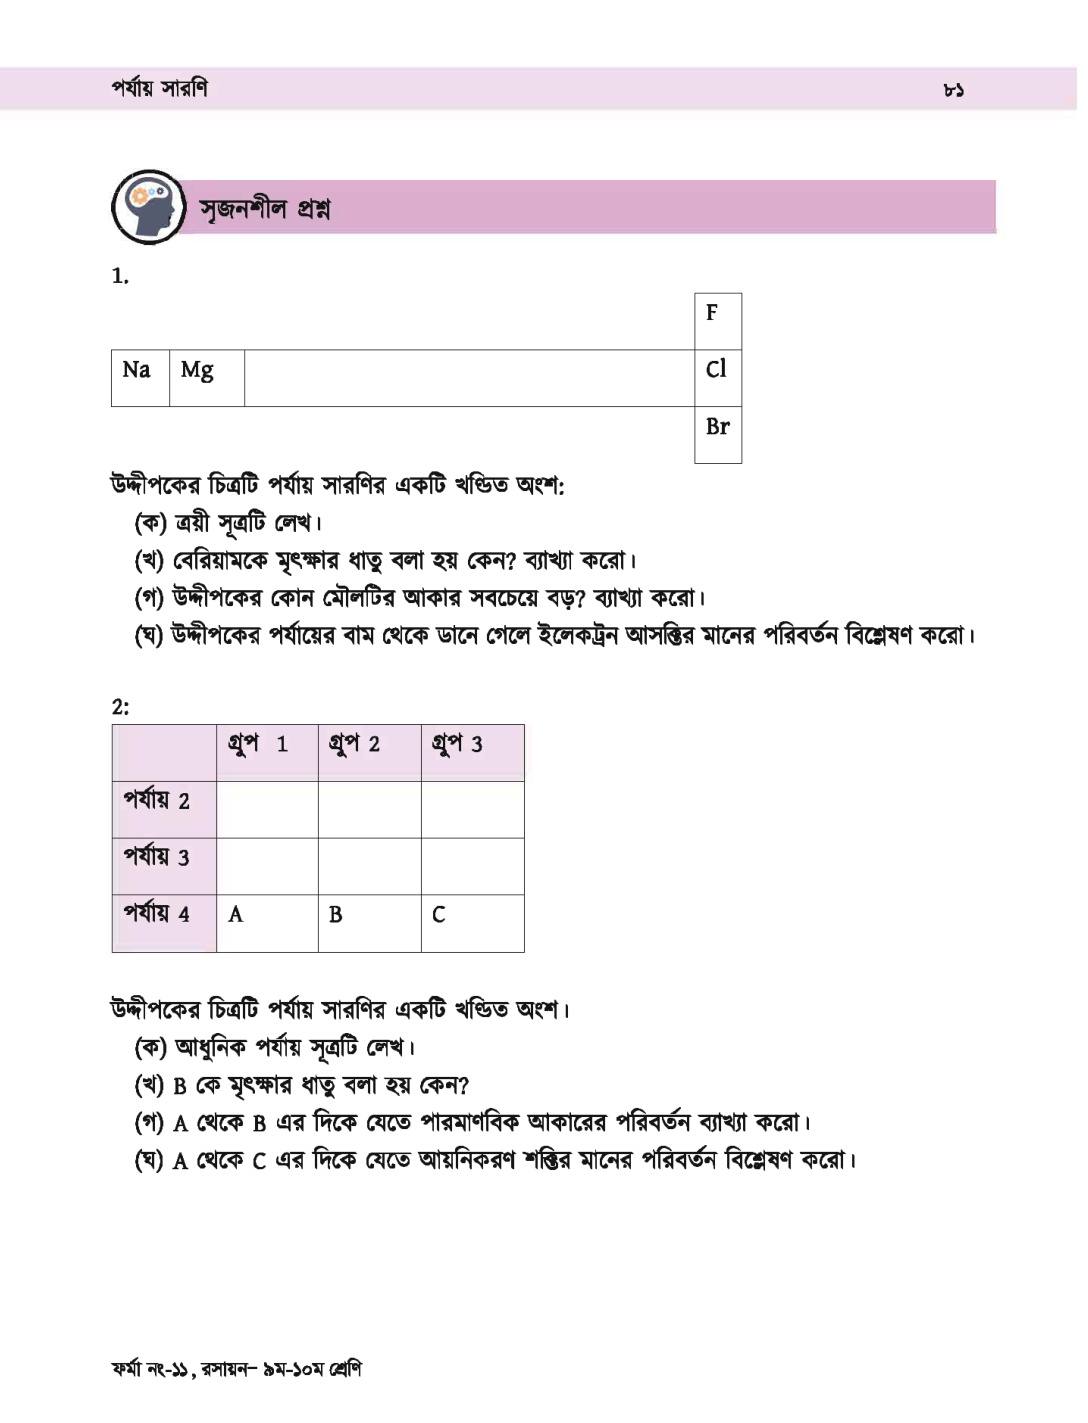 পর্যায় সারণি ৮১
সৃজনশীল প্রশ্ন
1.
F
Na Mg Cl
Br
উদ্দীপকের চিত্রটি পর্যায় সারণির একটি খণ্ডিত অংশ:
(ক) ত্রয়ী সূত্রটি লেখ।
(খ) বেরিয়ামকে মৃৎক্ষার ধাতু বলা হয় কেন? ব্যাখ্যা করো।
(গ) উদ্দীপকের কোন মৌলটির আকার সবচেয়ে বড়? ব্যাখ্যা করো।
(ঘ) উদ্দীপকের পর্যায়ের বাম থেকে ডানে গেলে ইলেকট্রন আসক্তির মানের পরিবর্তন বিশ্লেষণ করো।
2:
গ্রুপ 1 গ্রুপ 2 গ্রুপ 3
পর্যায় 2
পর্যায় 3
পর্যায় 4 A B C
উদ্দীপকের চিত্রটি পর্যায় সারণির একটি খণ্ডিত অংশ।
(ক) আধুনিক পর্যায় সূত্রটি লেখ।
(খ) B কে মৃৎক্ষার ধাতু বলা হয় কেন?
(গ) A থেকে B এর দিকে যেতে পারমাণবিক আকারের পরিবর্তন ব্যাখ্যা করো।
(ঘ) A থেকে C এর দিকে যেতে আয়নিকরণ শক্তির মানের পরিবর্তন বিশ্লেষণ করো।
ফর্মা নং-১১, রসায়ন– ৯ম-১০ম শ্রেণি